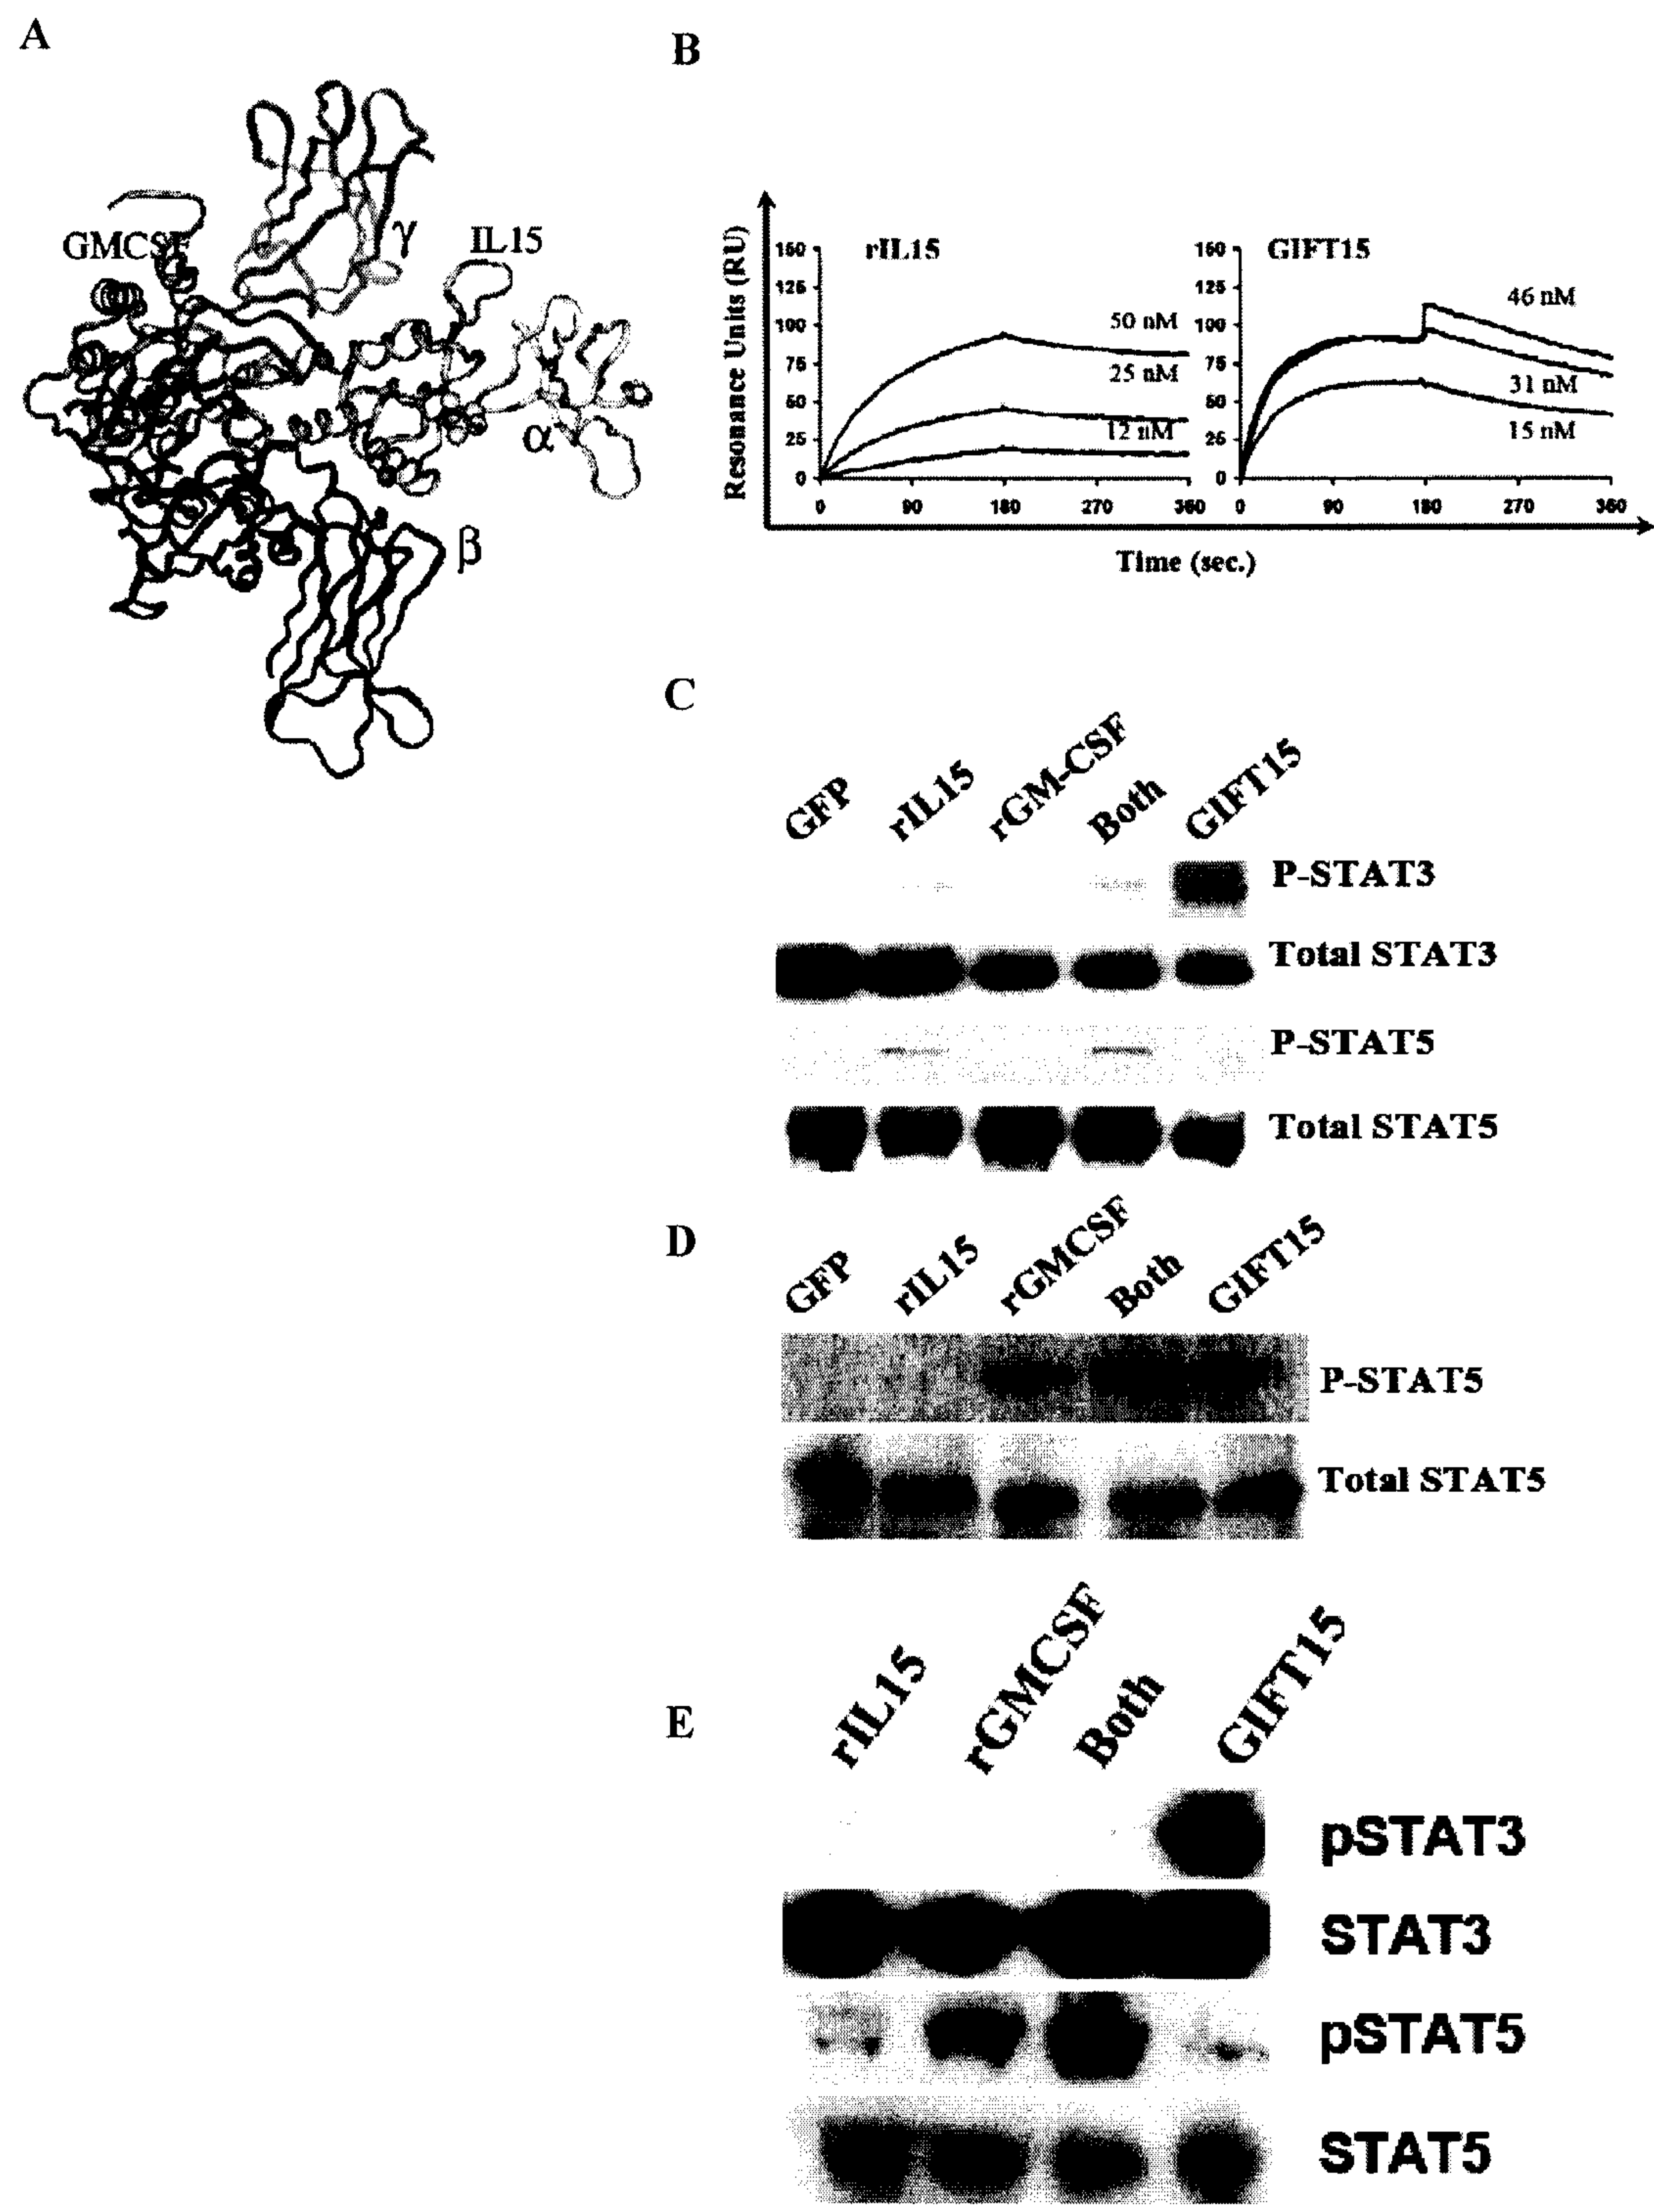 A
B
GMCSF
γ
IL15
α
β
Resonance Units (RU)
rIL15
GIFT15
150
125
100
75
50
25
0
50 nM
25 nM
12 nM
0 90 180 270 360
150
125
100
75
50
25
0
46 nM
31 nM
15 nM
0 90 180 270 360
Time (sec.)
C
GFP rIL15 rGM-CSF Both GIFT15
P-STAT3
Total STAT3
P-STAT5
Total STAT5
D
GFP rIL15 rGMCSF Both GIFT15
P-STAT5
Total STAT5
E
rIL15 rGMCSF Both GIFT15
pSTAT3
STAT3
pSTAT5
STAT5